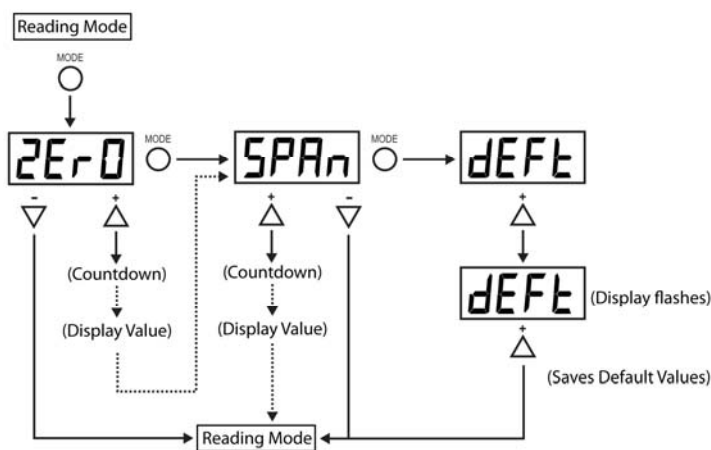 Reading Mode
MODE
2Er0 MODE SPAn MODE dEFt
- + + - +
(Countdown) (Countdown)
dEFt (Display flashes)
(Display Value) (Display Value) +
(Saves Default Values)
Reading Mode